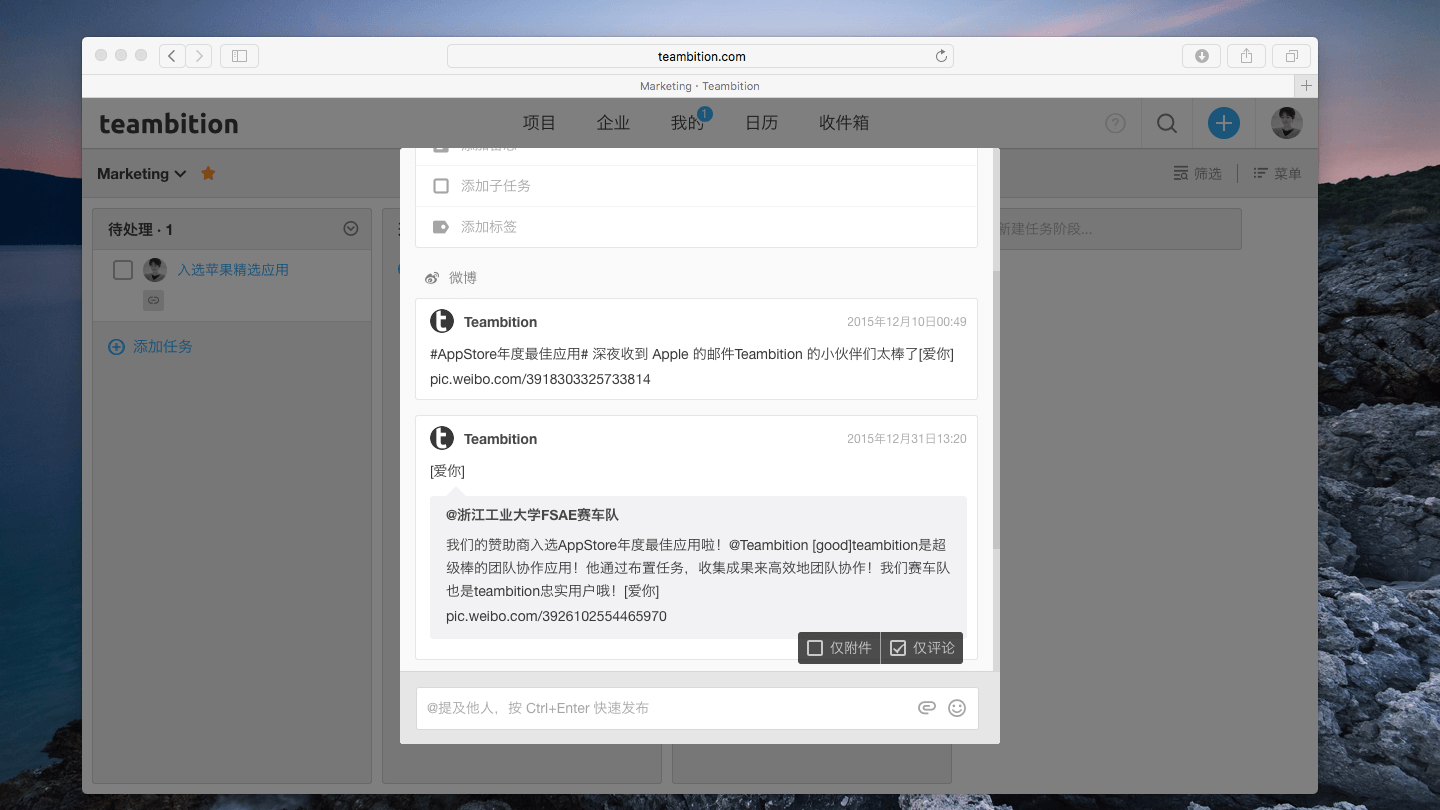 teambition.com
Marketing · Teambition
teambition
项目
企业
我的
1
日历
收件箱
Marketing
筛选
菜单
待处理 · 1
入选苹果精选应用
添加任务
新建任务阶段...
添加子任务
添加标签
微博
Teambition
2015年12月10日00:49
#AppStore年度最佳应用# 深夜收到 Apple 的邮件Teambition 的小伙伴们太棒了[爱你]
pic.weibo.com/3918303325733814
Teambition
2015年12月31日13:20
[爱你]
@浙江工业大学FSAE赛车队
我们的赞助商入选AppStore年度最佳应用啦！@Teambition [good]teambition是超
级棒的团队协作应用！他通过布置任务，收集成果来高效地团队协作！我们赛车队
也是teambition忠实用户哦！[爱你]
pic.weibo.com/3926102554465970
仅附件
仅评论
@提及他人，按 Ctrl+Enter 快速发布